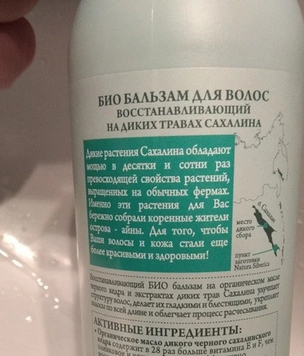 БИО БАЛЬЗАМ ДЛЯ ВОЛОС
ВОССТАНАВЛИВАЮЩИЙ
НА ДИКИХ ТРАВАХ САХАЛИНА
Дикие растения Сахалина обладают
мощью в десятки и сотни раз
превосходящей свойства растений,
выращенных на обычных фермах.
Именно эти растения для Вас
бережно собрали коренные жители
острова - айны. Для того, чтобы
Ваши волосы и кожа стали еще
более красивыми и здоровыми!
о. Сахалин
место
дикого
сбора
пункт
заготовки
Natura Siberica
Восстанавливающий БИО бальзам на органическом масле
черного кедра и экстрактах диких трав Сахалина улучшает
структуру волос, делает их гладкими и блестящими, укрепляет
по всей длине и облегчает процесс расчесывания.
АКТИВНЫЕ ИНГРЕДИЕНТЫ:
• Органическое масло дикого черного сахалинского
кедра содержит в 28 раз больше витамина E и F, чем